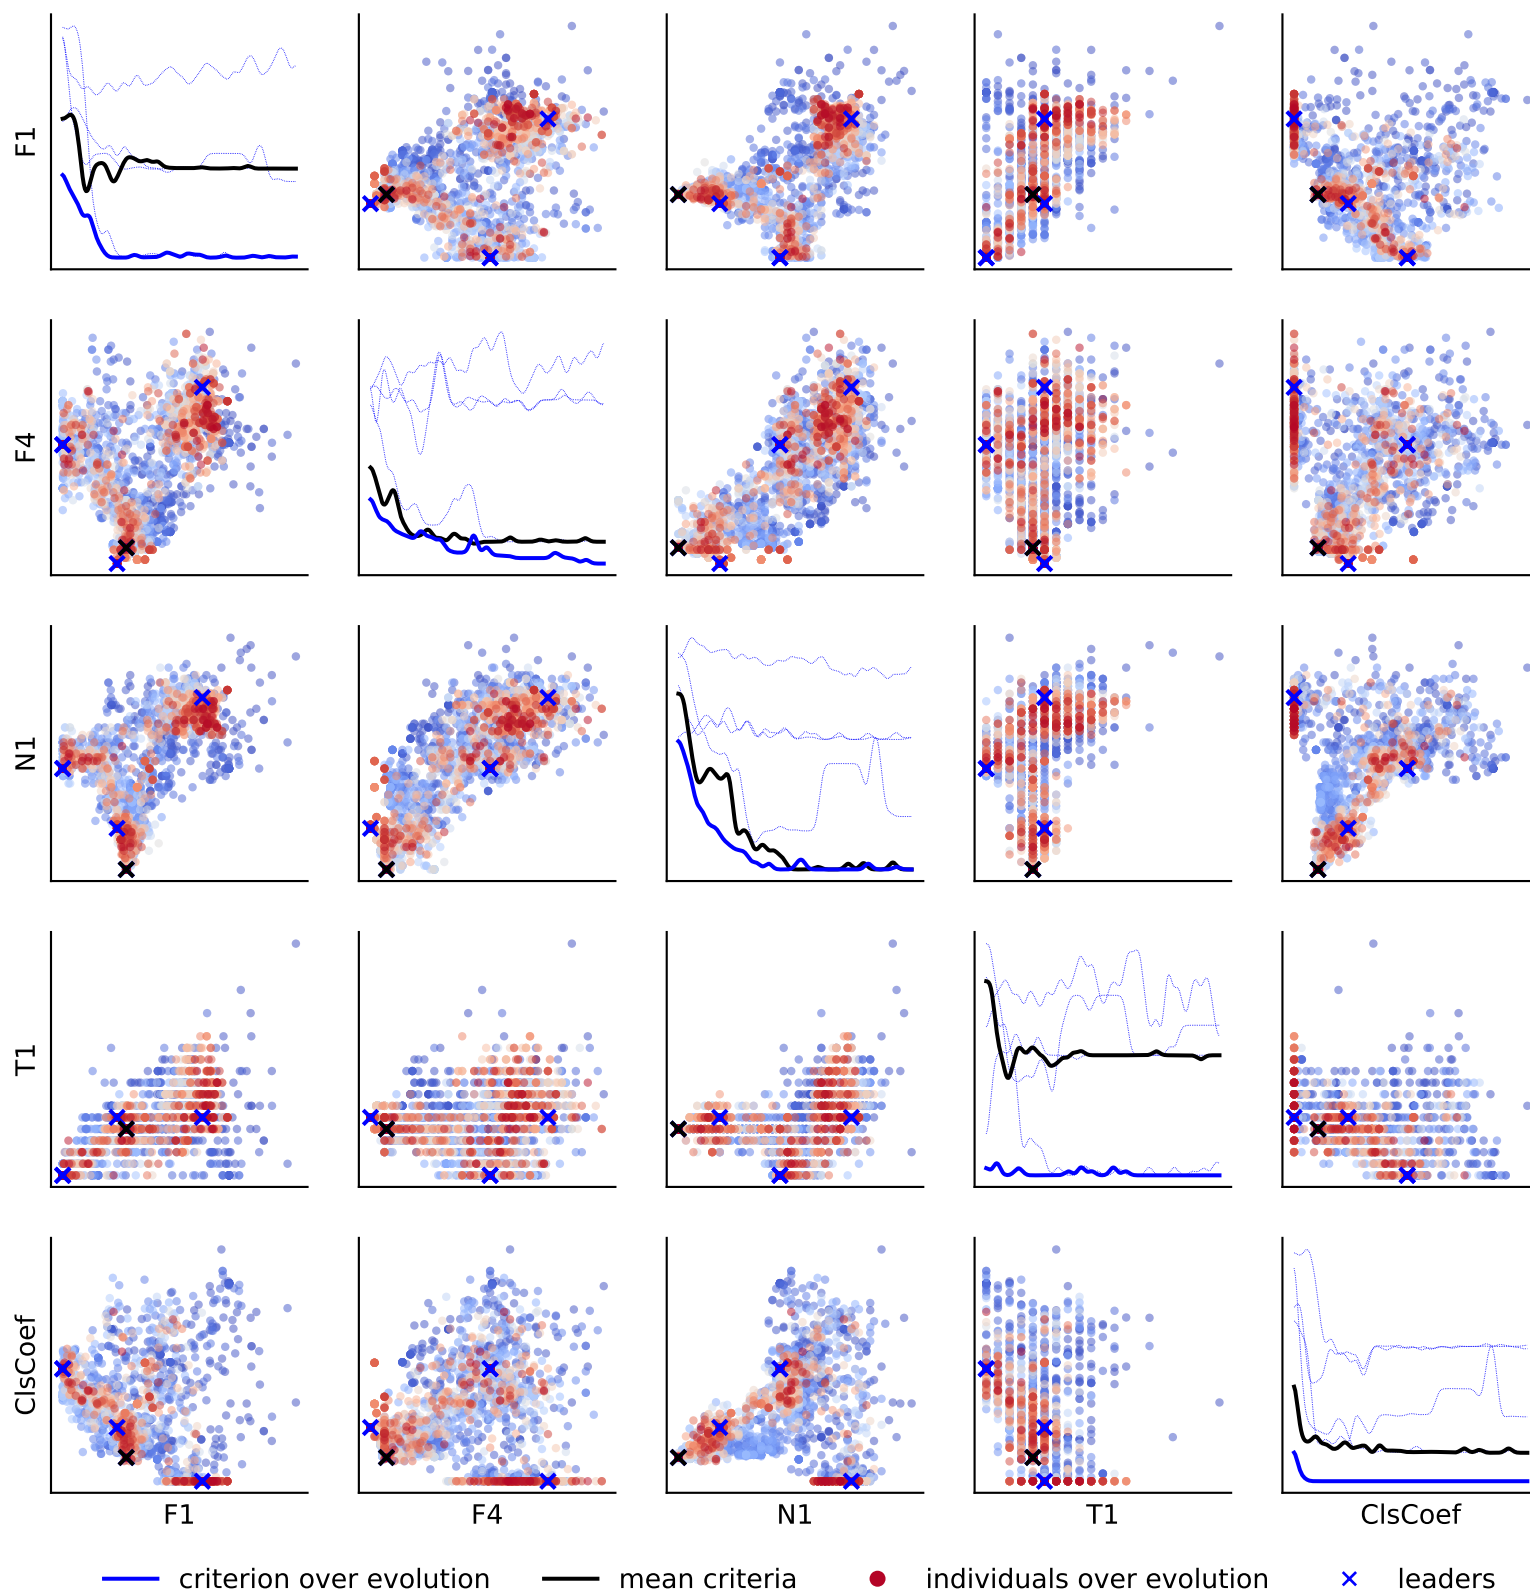 F1
F4
N1
T1
ClsCoef
F1 F4 N1 T1 ClsCoef
criterion over evolution mean criteria individuals over evolution leaders